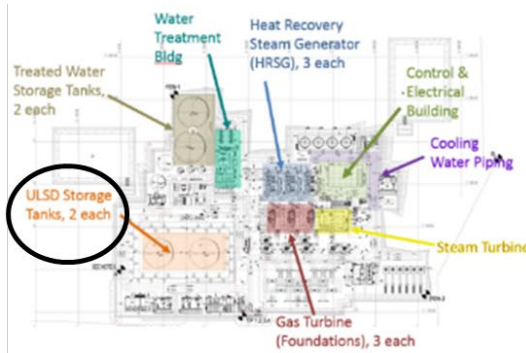 Water
Treatment
Bldg
Heat Recovery
Steam Generator
(HRSG), 3 each
Treated Water
Storage Tanks,
2 each
Control &
Electrical
Building
Cooling
Water Piping
ULSD Storage
Tanks, 2 each
Steam Turbine
Gas Turbine
(Foundations), 3 each